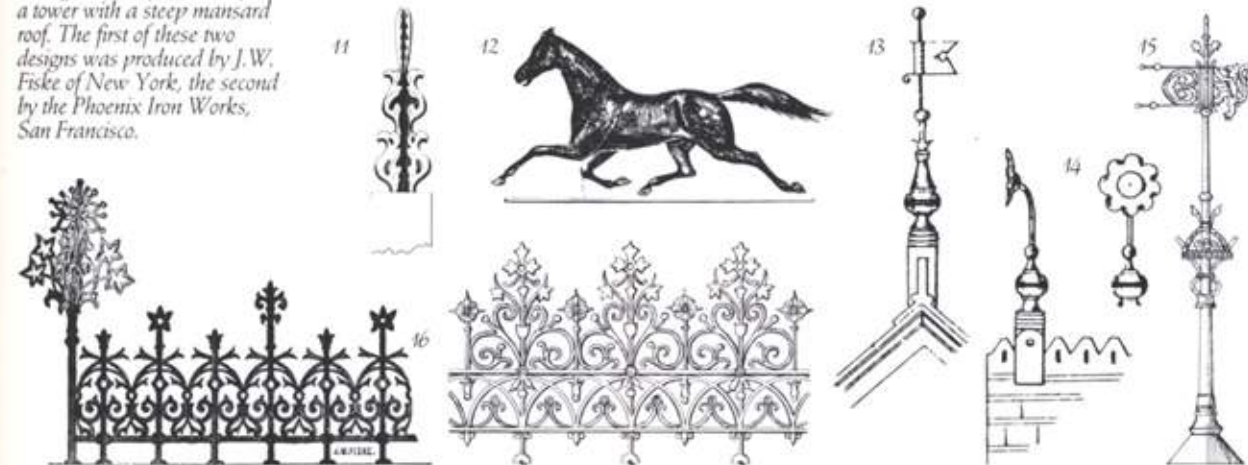 a tower with a steep mansard
roof. The first of these two
designs was produced by J.W.
Fiske of New York, the second
by the Phoenix Iron Works,
San Francisco.
11
12
13
14
15
16
J.W. FISKE.